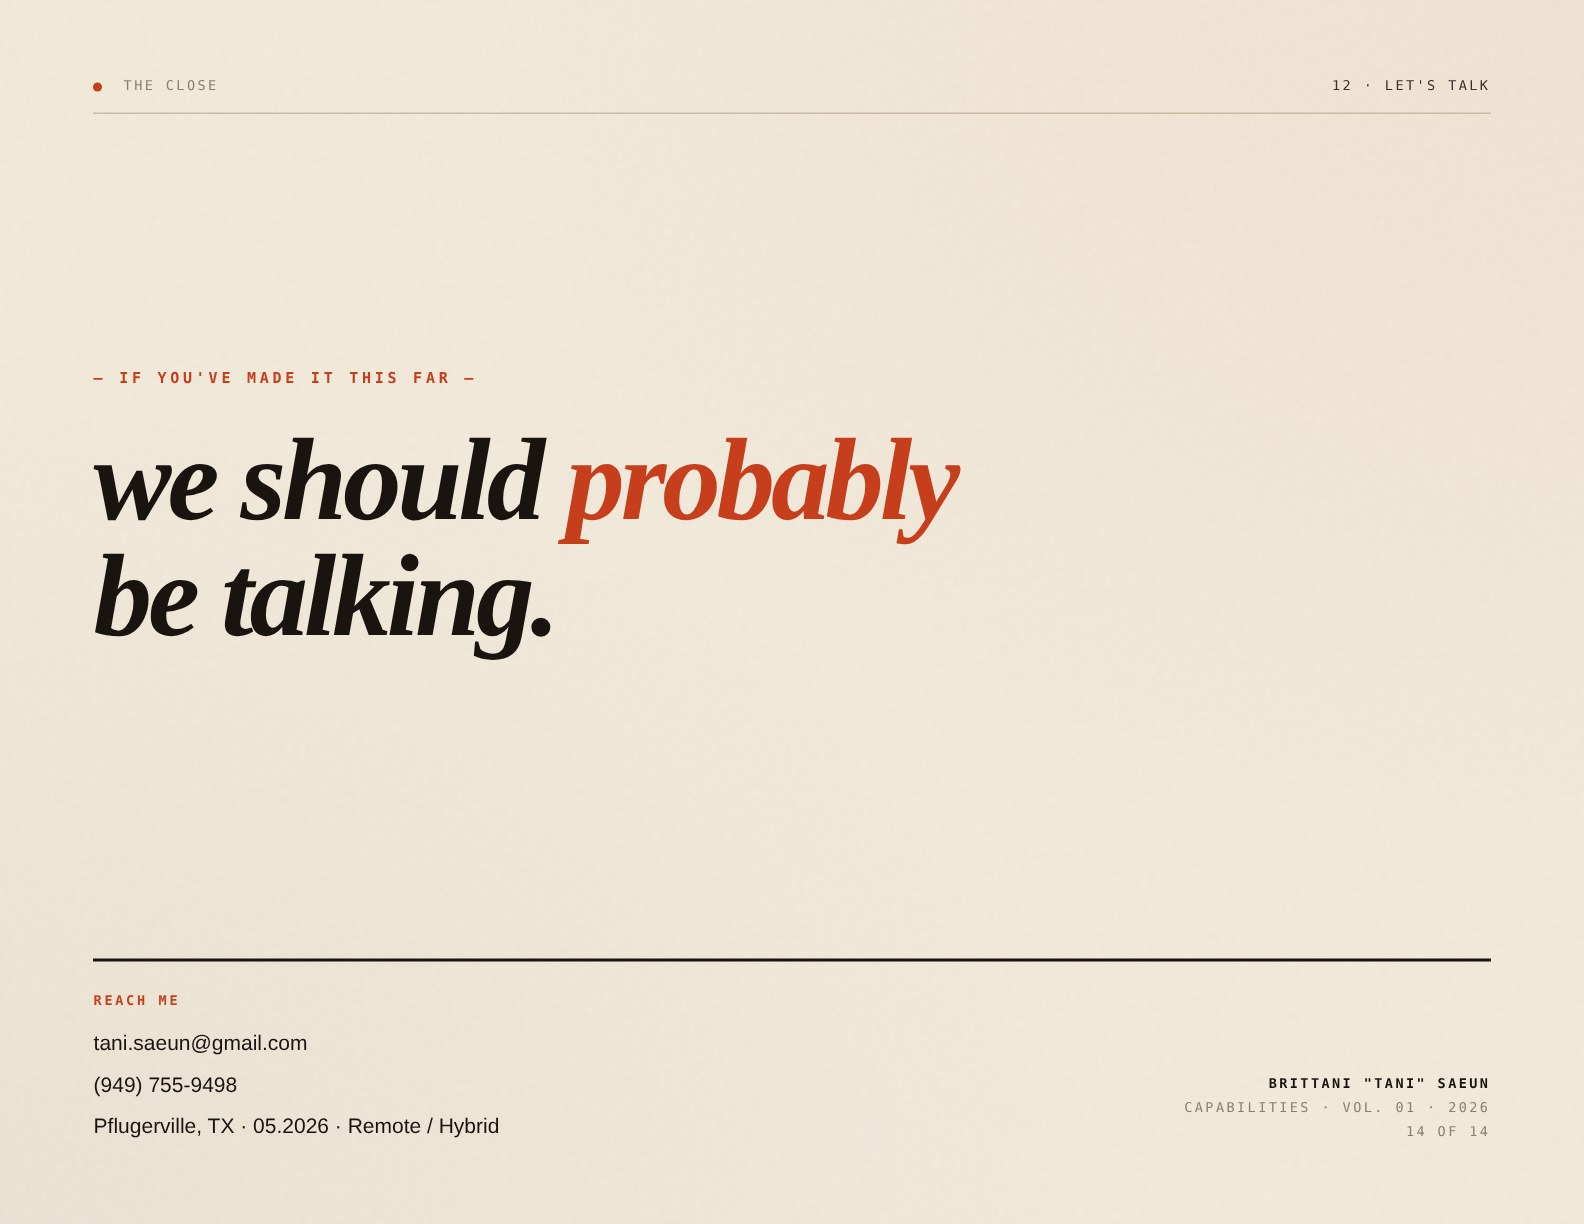 THE CLOSE
12 · LET'S TALK
— IF YOU'VE MADE IT THIS FAR —
we should probably
be talking.
REACH ME
tani.saeun@gmail.com
(949) 755-9498
Pflugerville, TX · 05.2026 · Remote / Hybrid
BRITTANI "TANI" SAEUN
CAPABILITIES · VOL. 01 · 2026
14 OF 14